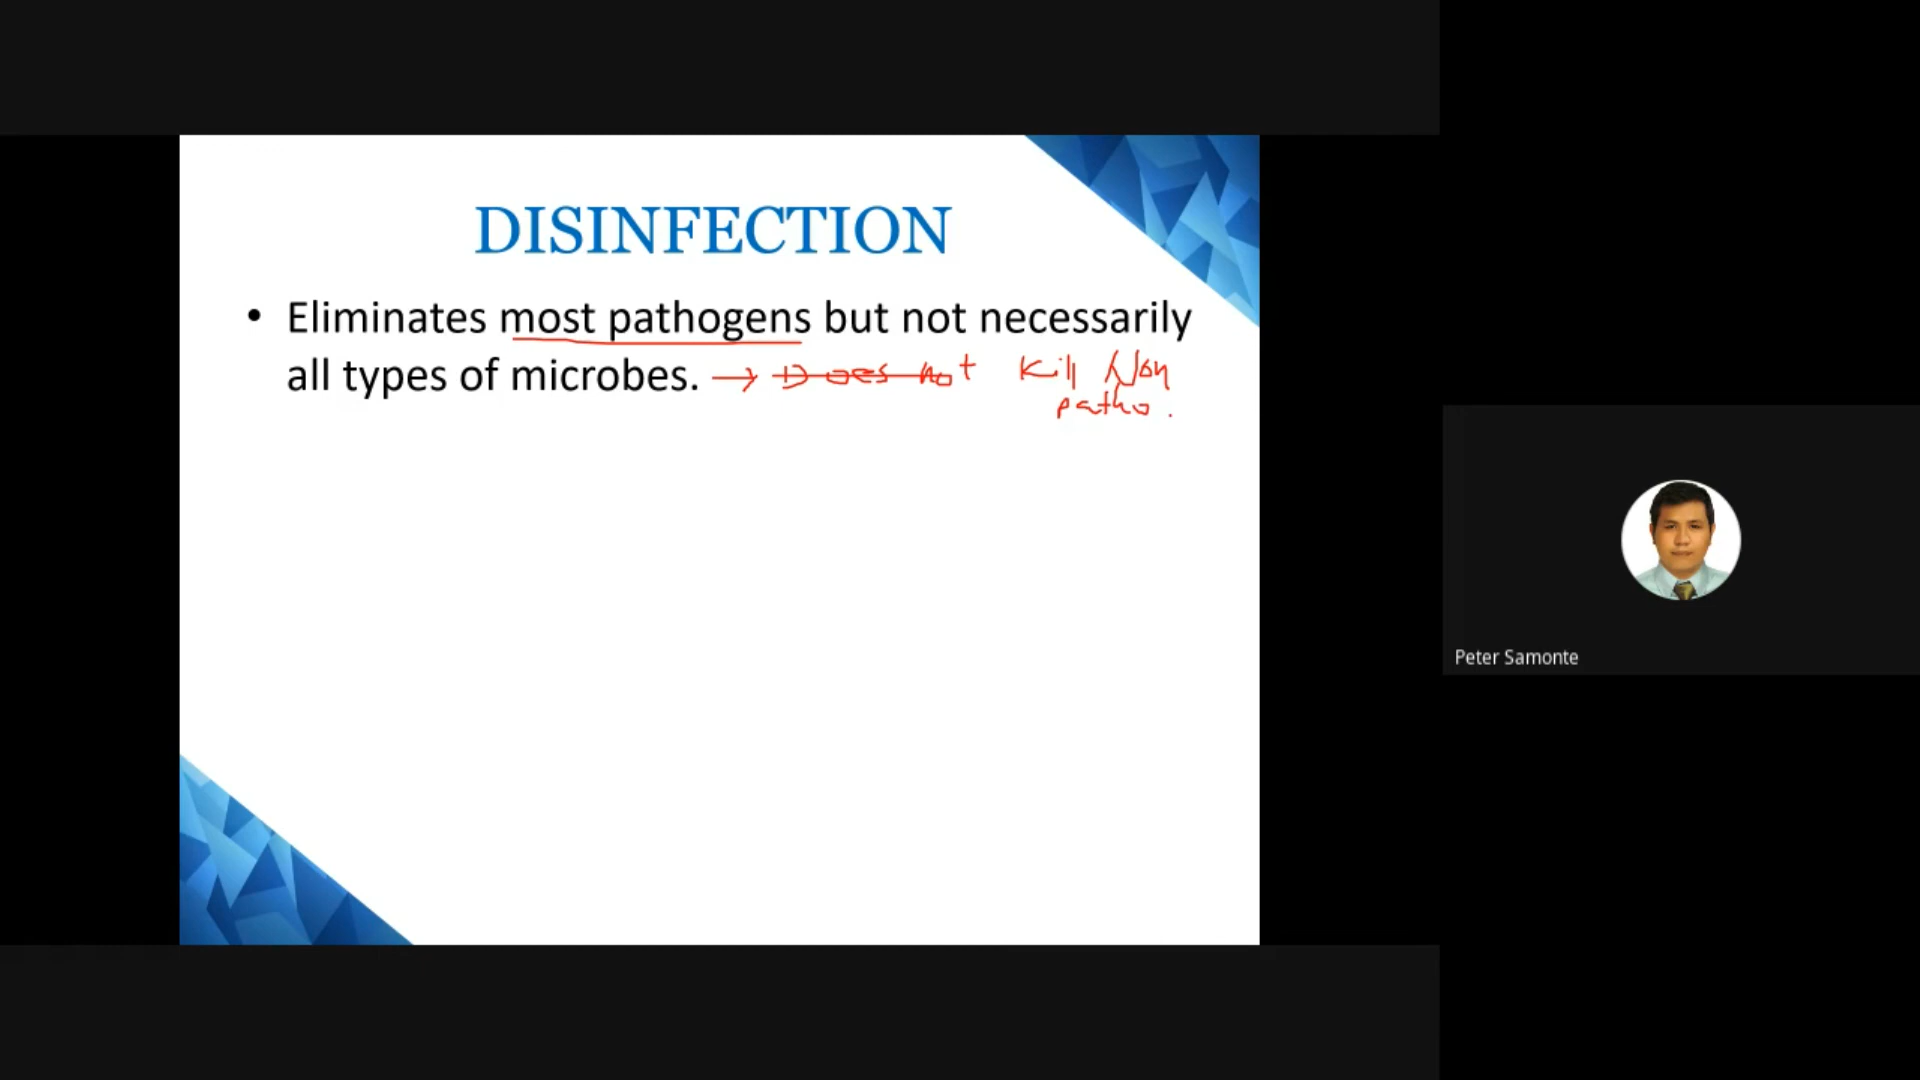 DISINFECTION
• Eliminates most pathogens but not necessarily
all types of microbes. → Does not Kill Non
patho.
Peter Samonte